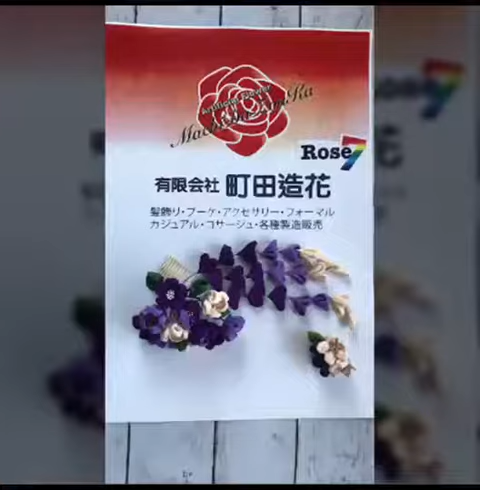 Artificial Flower
Machida Zouka
Rose7
有限会社 町田造花
髪飾り・ブーケ・アクセサリー・フォーマル
カジュアル・コサージュ・各種製造販売